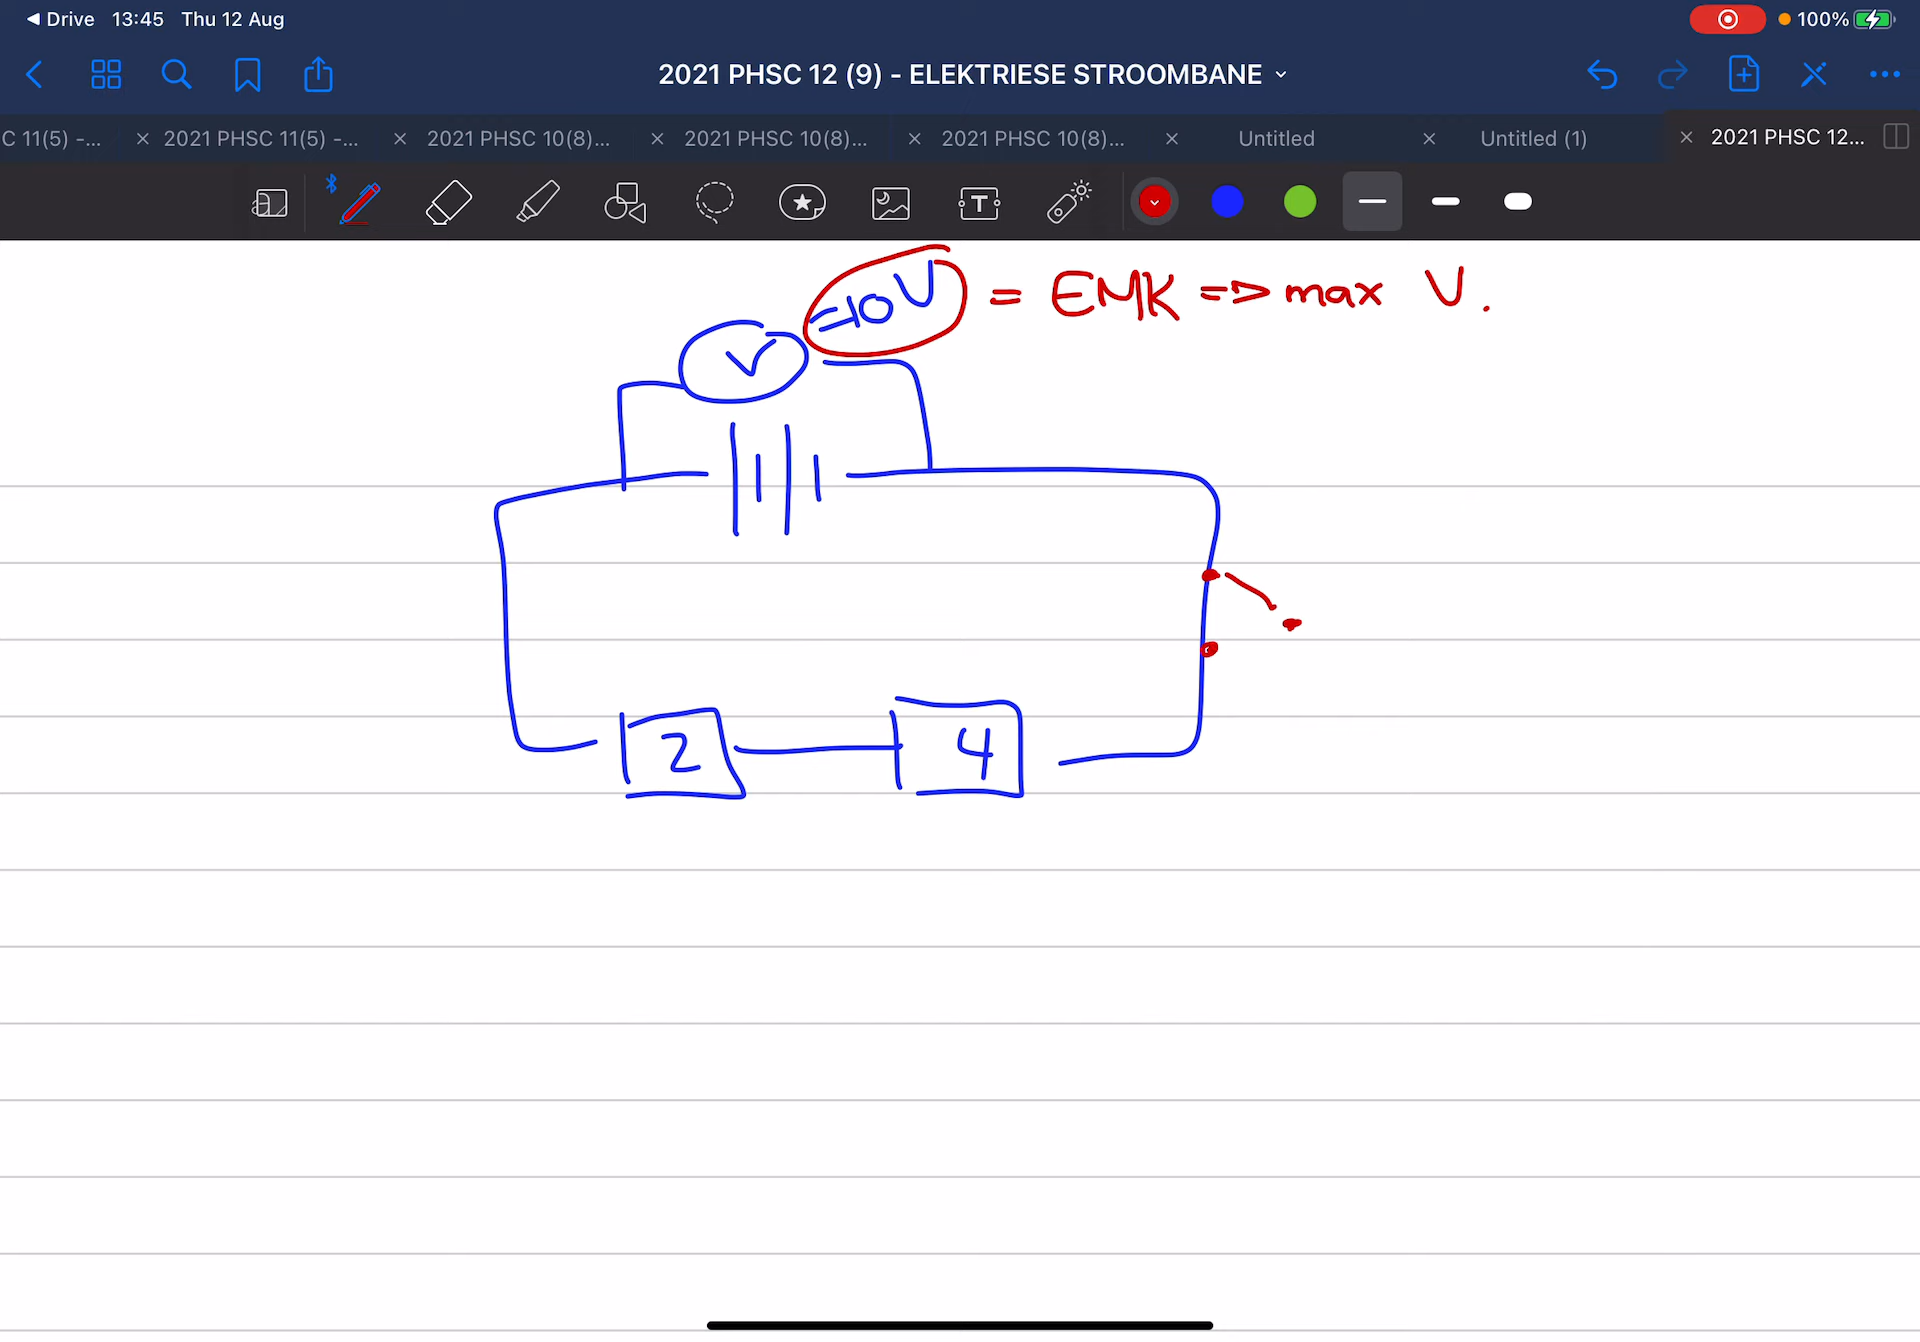 Drive 13:45 Thu 12 Aug 100%
2021 PHSC 12 (9) - ELEKTRIESE STROOMBANE
C 11(5) -... 2021 PHSC 11(5) -... 2021 PHSC 10(8)... 2021 PHSC 10(8)... 2021 PHSC 10(8)... Untitled Untitled (1) 2021 PHSC 12...
T
=10V = EMK => max V.
V
2 4